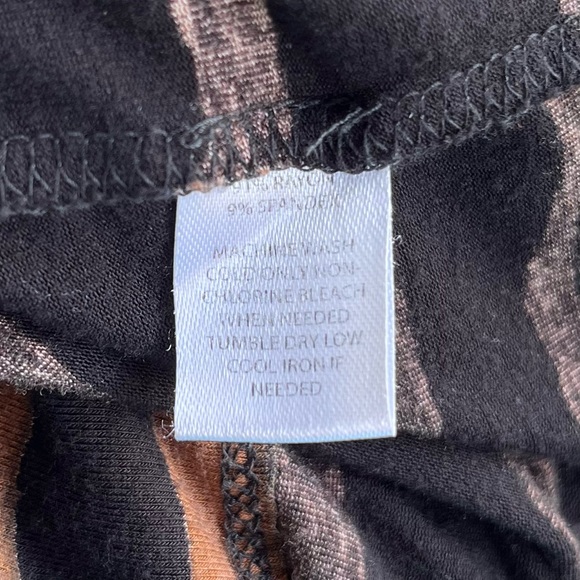 91% RAYON
9% SPANDEX
MACHINE WASH
COLD ONLY NON-
CHLORINE BLEACH
WHEN NEEDED
TUMBLE DRY LOW
COOL IRON IF
NEEDED